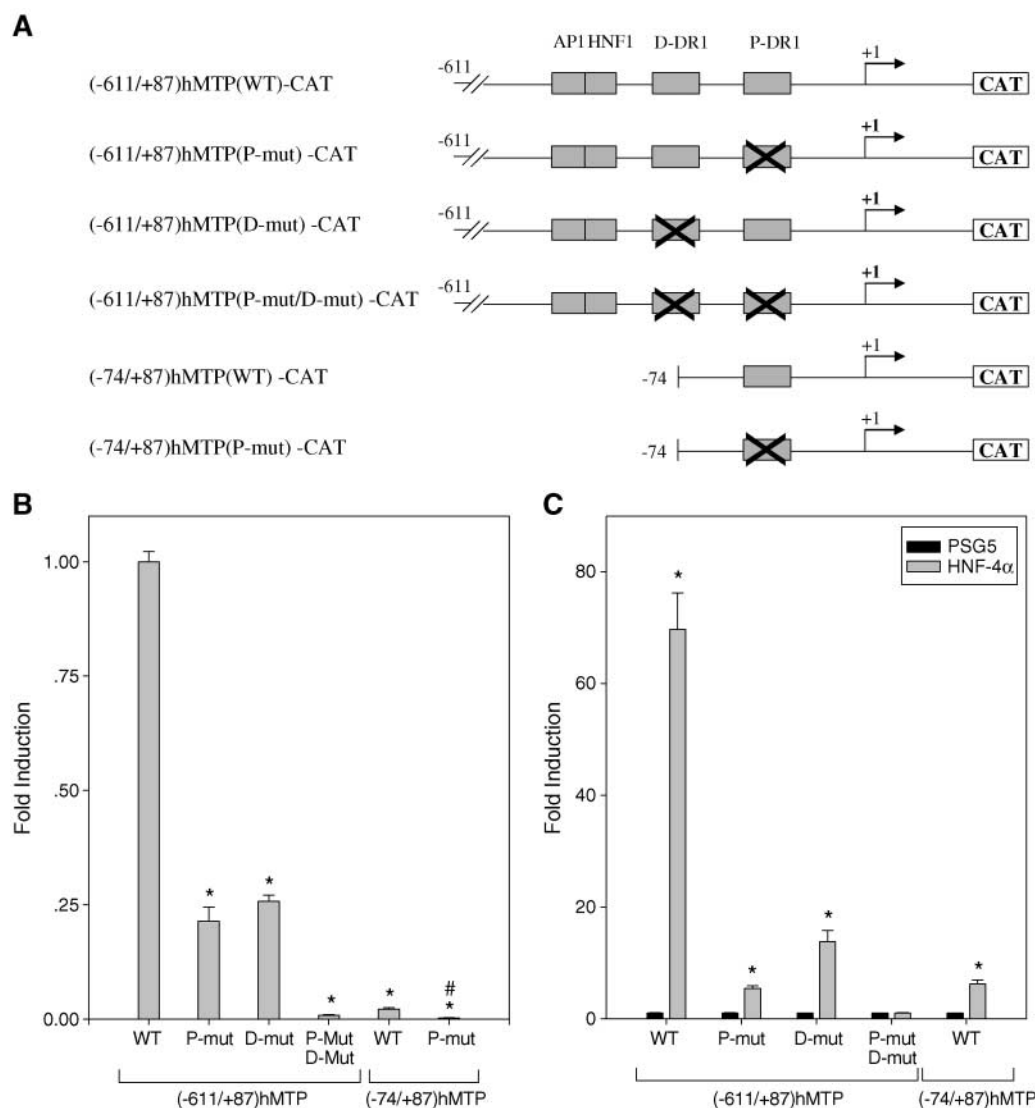 A
AP1 HNF1 D-DR1 P-DR1
(-611/+87)hMTP(WT)-CAT -611 +1 CAT
(-611/+87)hMTP(P-mut) -CAT -611 +1 CAT
(-611/+87)hMTP(D-mut) -CAT -611 +1 CAT
(-611/+87)hMTP(P-mut/D-mut) -CAT -611 +1 CAT
(-74/+87)hMTP(WT) -CAT -74 +1 CAT
(-74/+87)hMTP(P-mut) -CAT -74 +1 CAT
B
Fold Induction
1.00
.75
.50
.25
0.00
* * * * # *
WT P-mut D-mut P-Mut D-Mut WT P-mut
(-611/+87)hMTP (-74/+87)hMTP
C
Fold Induction
80
60
40
20
0
PSG5
HNF-4α
* * * *
WT P-mut D-mut P-mut D-mut WT
(-611/+87)hMTP (-74/+87)hMTP